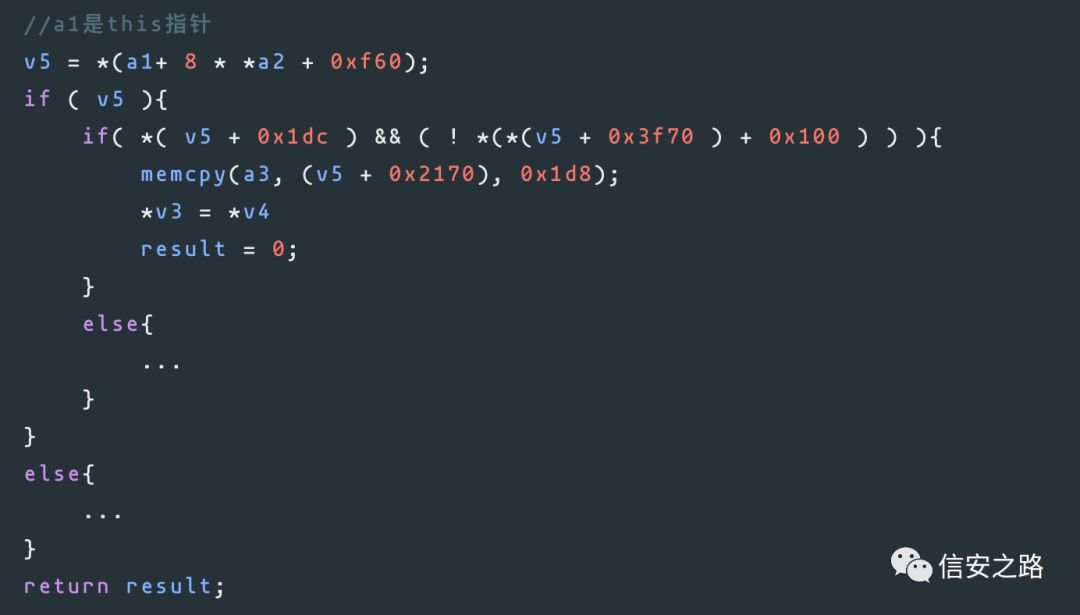 //a1是this指针
v5 = *(a1+ 8 * *a2 + 0xf60);
if ( v5 ){
if( *( v5 + 0x1dc ) && ( ! *(*(v5 + 0x3f70 ) + 0x100 ) ) ){
memcpy(a3, (v5 + 0x2170), 0x1d8);
*v3 = *v4
result = 0;
}
else{
...
}
}
else{
...
}
return result;
信安之路